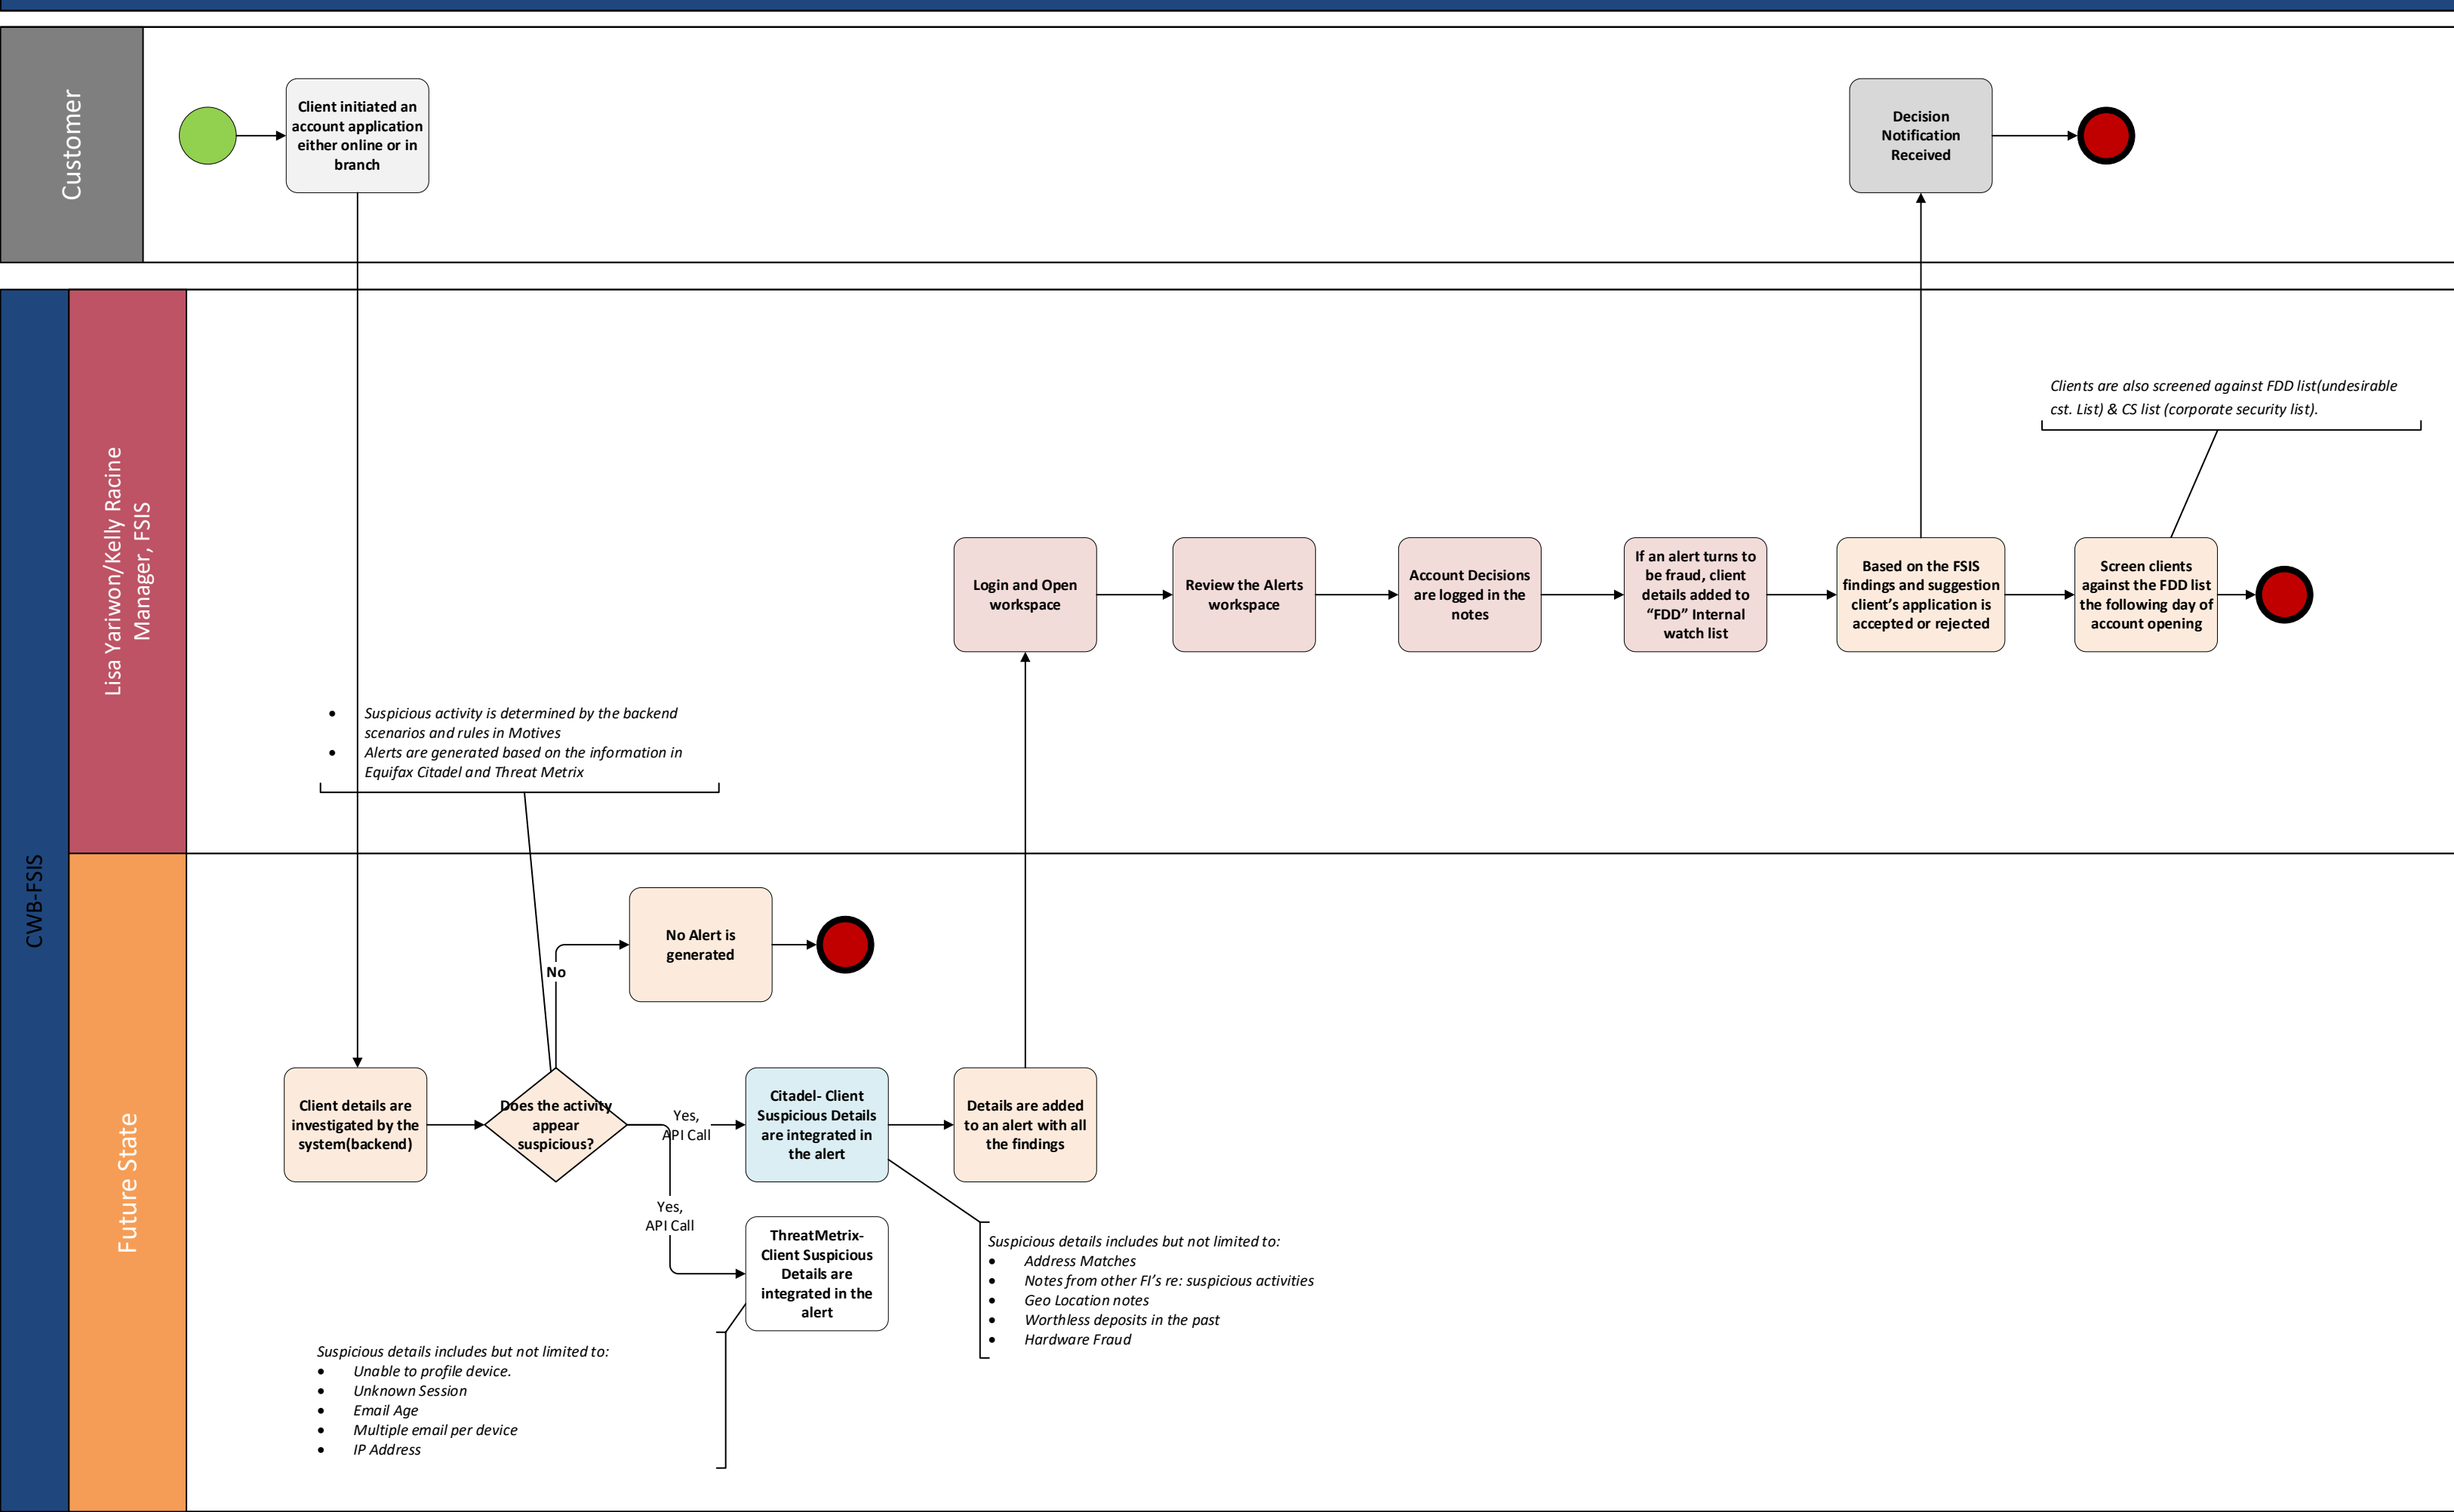 Customer
Client initiated an
account application
either online or in
branch
Decision
Notification
Received
CWB-FSIS
Lisa Yariwon/Kelly Racine
Manager, FSIS
Clients are also screened against FDD list(undesirable
cst. List) & CS list (corporate security list).
Login and Open
workspace
Review the Alerts
workspace
Account Decisions
are logged in the
notes
If an alert turns to
be fraud, client
details added to
“FDD” Internal
watch list
Based on the FSIS
findings and suggestion
client’s application is
accepted or rejected
Screen clients
against the FDD list
the following day of
account opening
• Suspicious activity is determined by the backend
scenarios and rules in Motives
• Alerts are generated based on the information in
Equifax Citadel and Threat Metrix
Future State
No Alert is
generated
No
Client details are
investigated by the
system(backend)
Does the activity
appear
suspicious?
Yes,
API Call
Citadel- Client
Suspicious Details
are integrated in
the alert
Details are added
to an alert with all
the findings
Yes,
API Call
ThreatMetrix-
Client Suspicious
Details are
integrated in the
alert
Suspicious details includes but not limited to:
• Address Matches
• Notes from other FI’s re: suspicious activities
• Geo Location notes
• Worthless deposits in the past
• Hardware Fraud
Suspicious details includes but not limited to:
• Unable to profile device.
• Unknown Session
• Email Age
• Multiple email per device
• IP Address